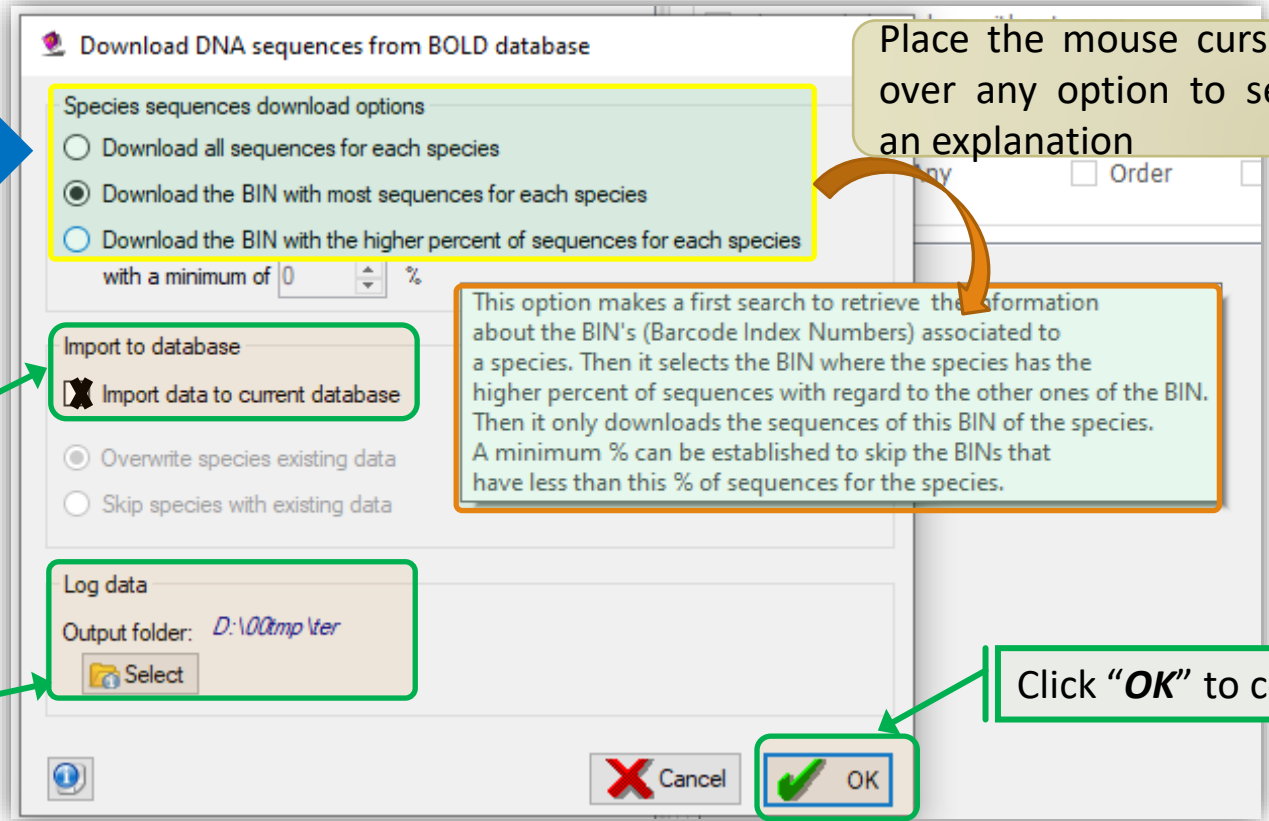 Download DNA sequences from BOLD database
Place the mouse
over any option to
an explanation
Species sequences download options
Download all sequences for each species
Download the BIN with most sequences for each species
Download the BIN with the higher percent of sequences for each species
with a minimum of 0 %
Order
This option makes a first search to retrieve
about the BIN's (Barcode Index Numbers) associated to
a species. Then it selects the BIN where the species has the
higher percent of sequences with regard to the other ones of the BIN.
Then it only downloads the sequences of this BIN of the species.
A minimum % can be established to skip the BINs that
have less than this % of sequences for the species.
Import to database
Import data to current database
Overwrite species existing data
Skip species with existing data
Log data
Output folder: D:\00tmp\ter
Select
Click “OK” to
Cancel
OK